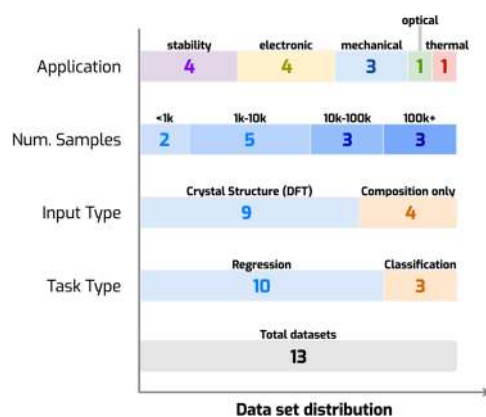 optical
stability electronic mechanical thermal
Application 4 4 3 1 1
<1k 1k-10k 10k-100k 100k+
Num. Samples 2 5 3 3
Crystal Structure (DFT) Composition only
Input Type 9 4
Regression Classification
Task Type 10 3
Total datasets
13
Data set distribution